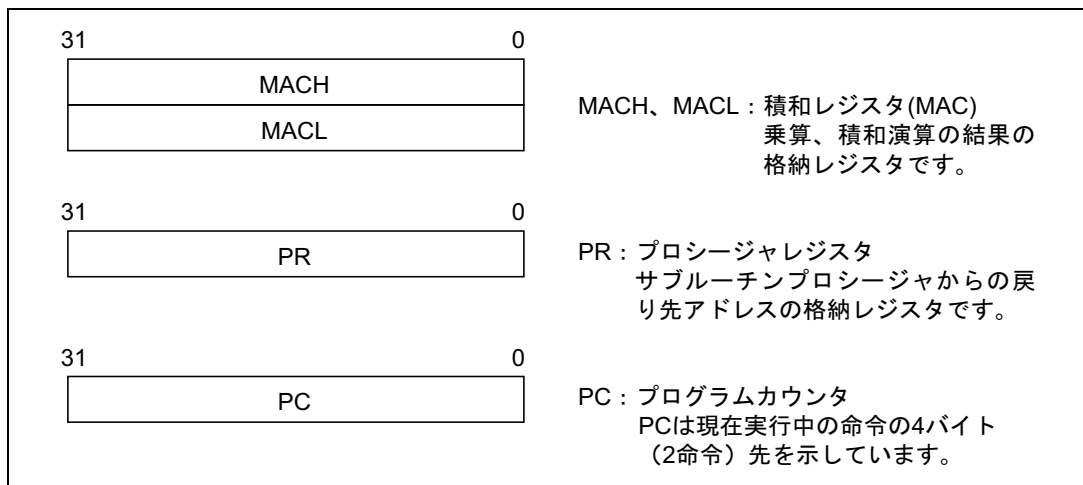 31 0
MACH
MACL
MACH、MACL：積和レジスタ(MAC)
乗算、積和演算の結果の
格納レジスタです。
31 0
PR
PR：プロシージャレジスタ
サブルーチンプロシージャからの戻
り先アドレスの格納レジスタです。
31 0
PC
PC：プログラムカウンタ
PCは現在実行中の命令の4バイト
（2命令）先を示しています。